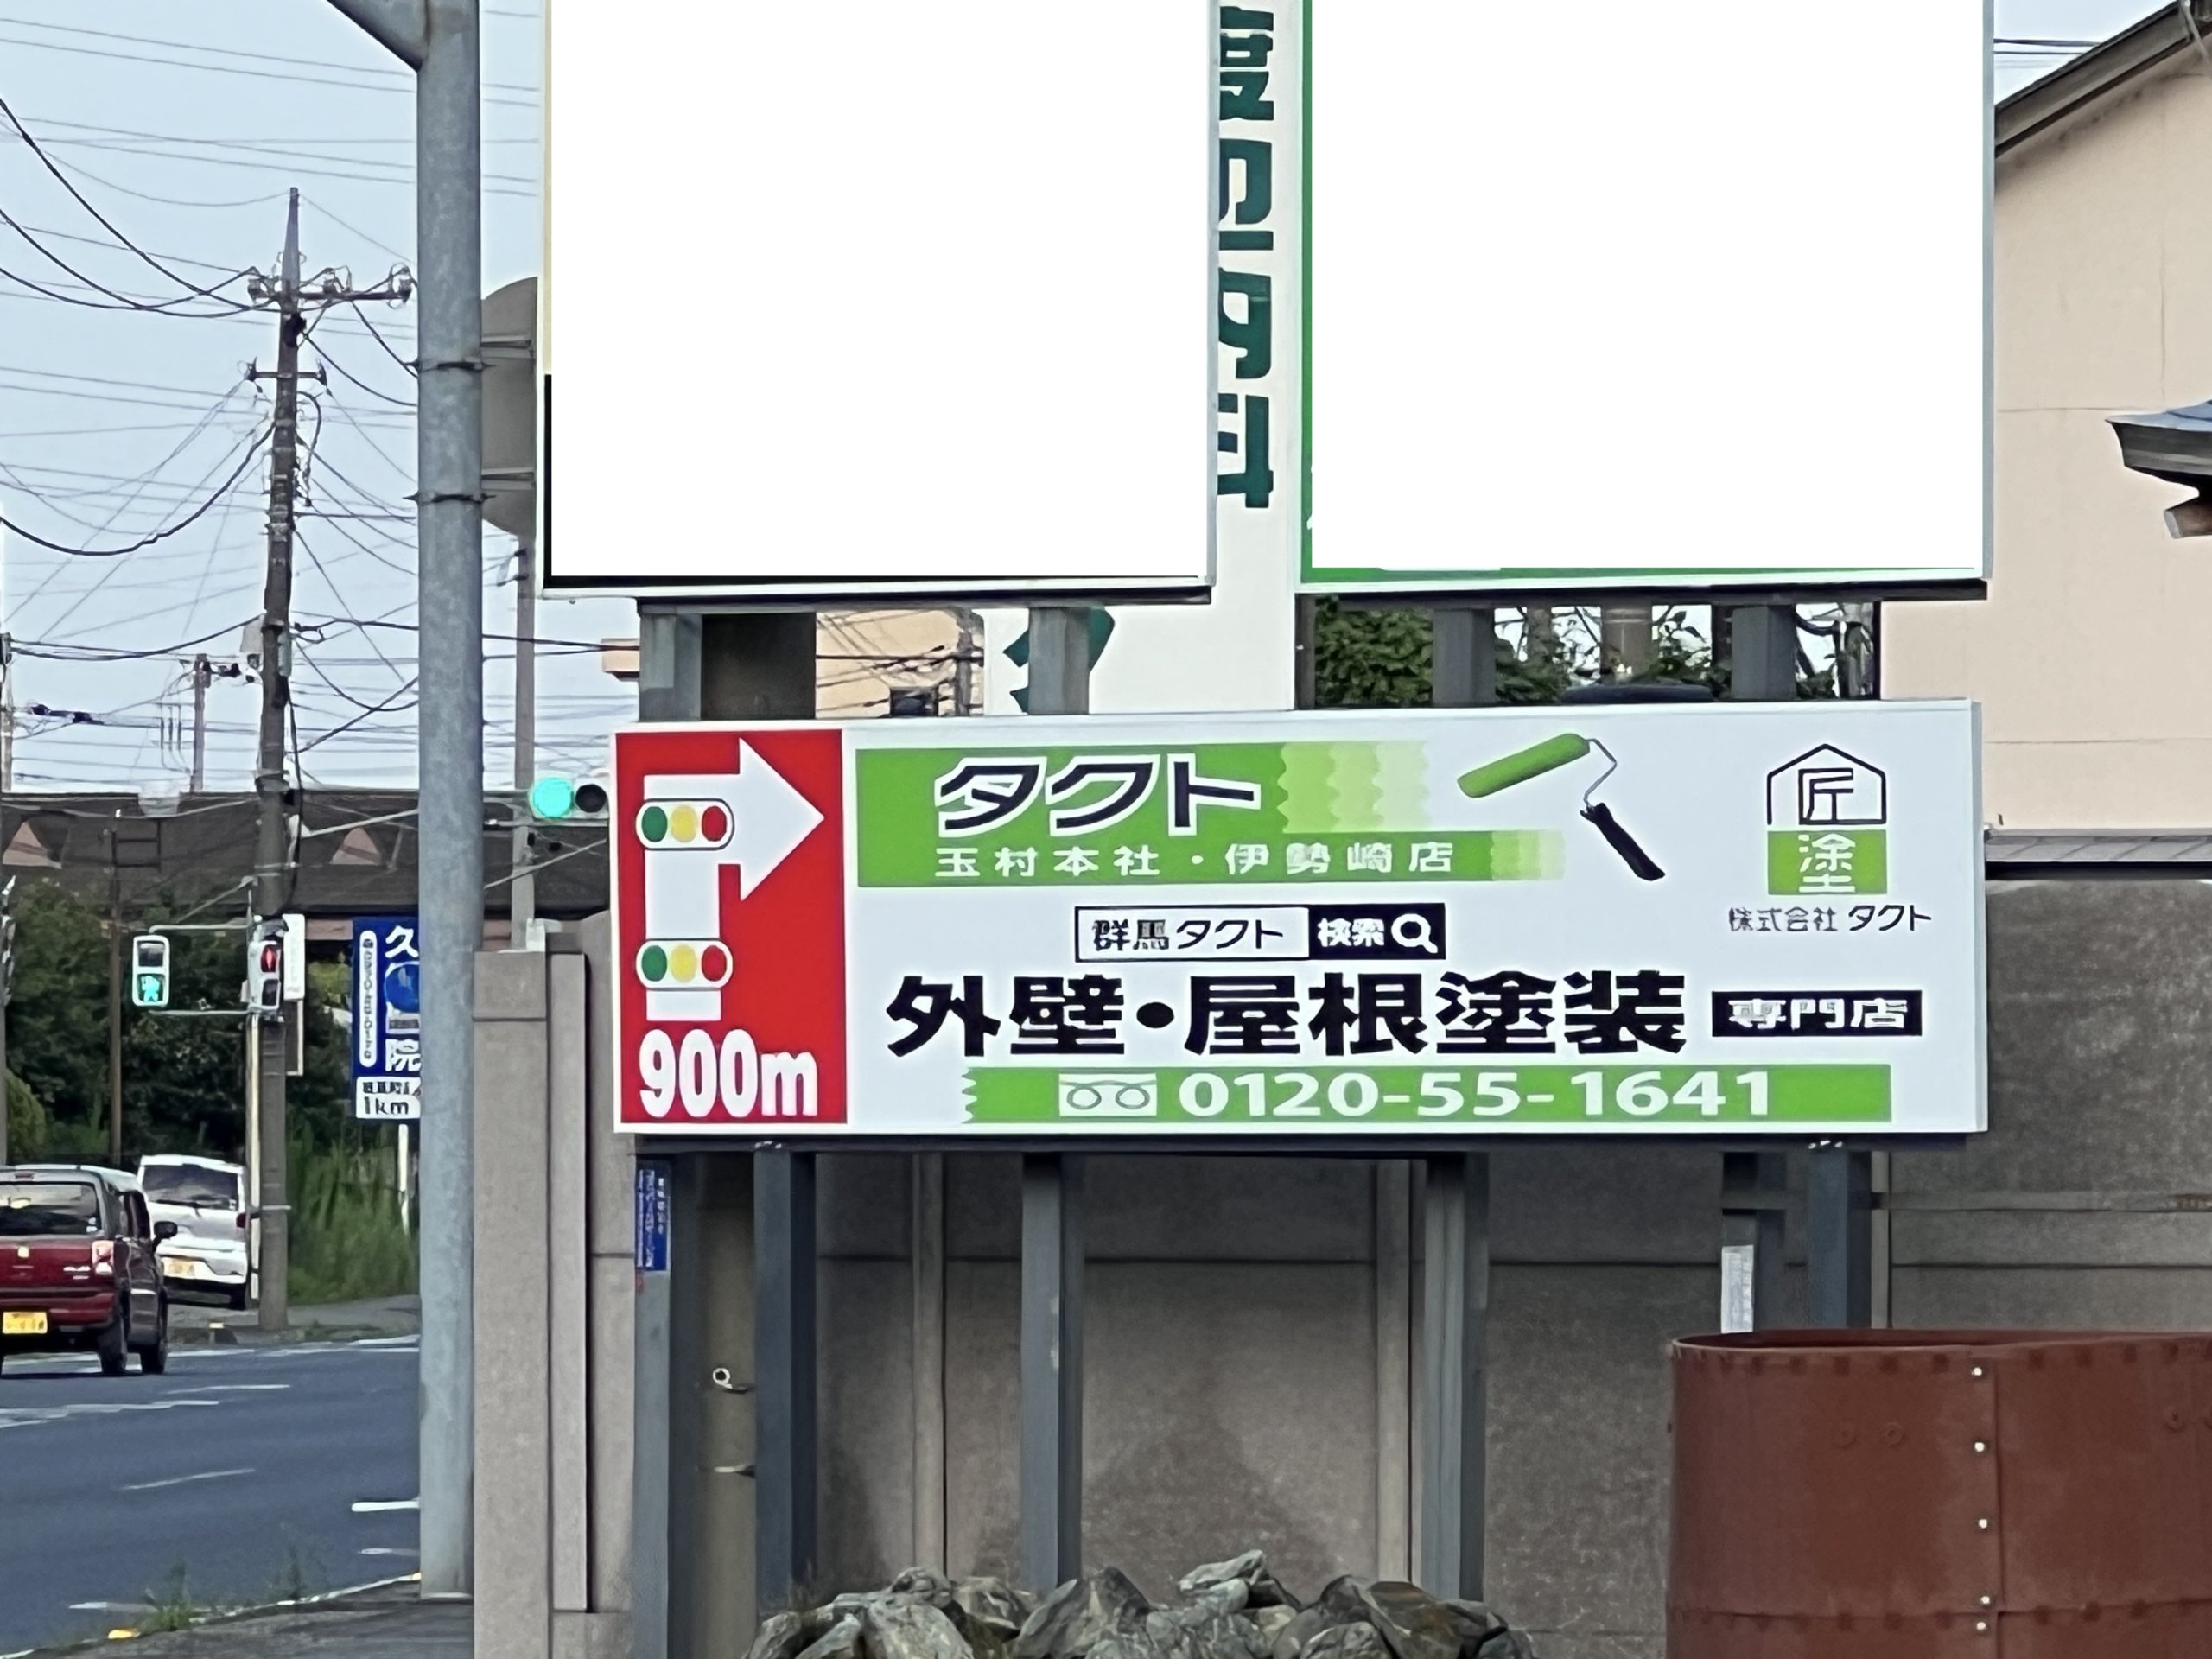 タクト
玉村本社・伊勢崎店
匠
塗
株式会社 タクト
群馬タクト 検索
外壁・屋根塗装 専門店
0120-55-1641
900m
久
院
1km